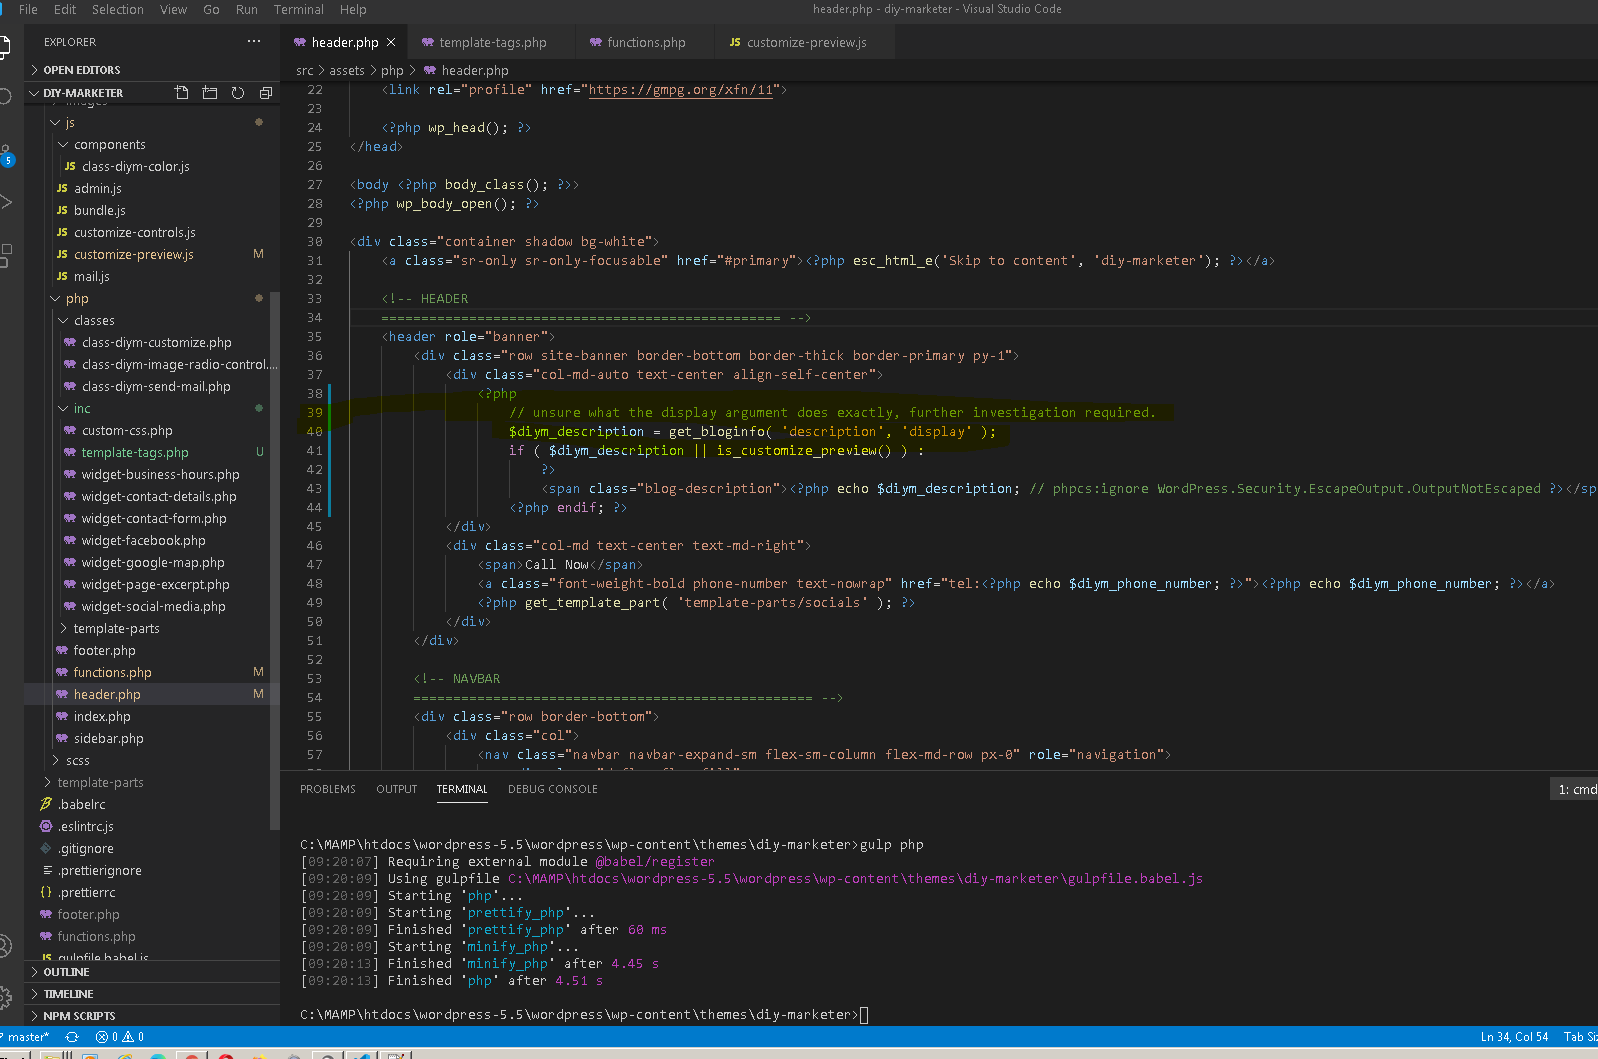 File Edit Selection View Go Run Terminal Help
header.php - diy-marketer - Visual Studio Code
EXPLORER
OPEN EDITORS
DIY-MARKETER
images
js
components
JS class-diym-color.js
JS admin.js
JS bundle.js
JS customize-controls.js
JS customize-preview.js M
JS mail.js
php
classes
class-diym-customize.php
class-diym-image-radio-control....
class-diym-send-mail.php
inc
custom-css.php
template-tags.php U
widget-business-hours.php
widget-contact-details.php
widget-contact-form.php
widget-facebook.php
widget-google-map.php
widget-page-excerpt.php
widget-social-media.php
template-parts
footer.php
functions.php M
header.php M
index.php
sidebar.php
scss
template-parts
.babelrc
.eslintrc.js
.gitignore
.prettierignore
.prettierrc
footer.php
functions.php
JS gulpfile.babel.js
OUTLINE
TIMELINE
NPM SCRIPTS
5
header.php template-tags.php functions.php JS customize-preview.js
src > assets > php > header.php
22 <link rel="profile" href="https://gmpg.org/xfn/11">
23
24 <?php wp_head(); ?>
25 </head>
26
27 <body <?php body_class(); ?>>
28 <?php wp_body_open(); ?>
29
30 <div class="container shadow bg-white">
31 <a class="sr-only sr-only-focusable" href="#primary"><?php esc_html_e('Skip to content', 'diy-marketer'); ?></a>
32
33 <!-- HEADER
34 ================================================== -->
35 <header role="banner">
36 <div class="row site-banner border-bottom border-thick border-primary py-1">
37 <div class="col-md-auto text-center align-self-center">
38 <?php
39 // unsure what the display argument does exactly, further investigation required.
40 $diym_description = get_bloginfo( 'description', 'display' );
41 if ( $diym_description || is_customize_preview() ) :
42 ?>
43 <span class="blog-description"><?php echo $diym_description; // phpcs:ignore WordPress.Security.EscapeOutput.OutputNotEscaped ?></sp
44 <?php endif; ?>
45 </div>
46 <div class="col-md text-center text-md-right">
47 <span>Call Now</span>
48 <a class="font-weight-bold phone-number text-nowrap" href="tel:<?php echo $diym_phone_number; ?>"><?php echo $diym_phone_number; ?></a>
49 <?php get_template_part( 'template-parts/socials' ); ?>
50 </div>
51 </div>
52
53 <!-- NAVBAR
54 ================================================== -->
55 <div class="row border-bottom">
56 <div class="col">
57 <nav class="navbar navbar-expand-sm flex-sm-column flex-md-row px-0" role="navigation">
PROBLEMS OUTPUT TERMINAL DEBUG CONSOLE
1: cmd
C:\MAMP\htdocs\wordpress-5.5\wordpress\wp-content\themes\diy-marketer>gulp php
[09:20:07] Requiring external module @babel/register
[09:20:09] Using gulpfile C:\MAMP\htdocs\wordpress-5.5\wordpress\wp-content\themes\diy-marketer\gulpfile.babel.js
[09:20:09] Starting 'php'...
[09:20:09] Starting 'prettify_php'...
[09:20:09] Finished 'prettify_php' after 60 ms
[09:20:09] Starting 'minify_php'...
[09:20:13] Finished 'minify_php' after 4.45 s
[09:20:13] Finished 'php' after 4.51 s
C:\MAMP\htdocs\wordpress-5.5\wordpress\wp-content\themes\diy-marketer>
master* 0 0
Ln 34, Col 54 Tab Siz